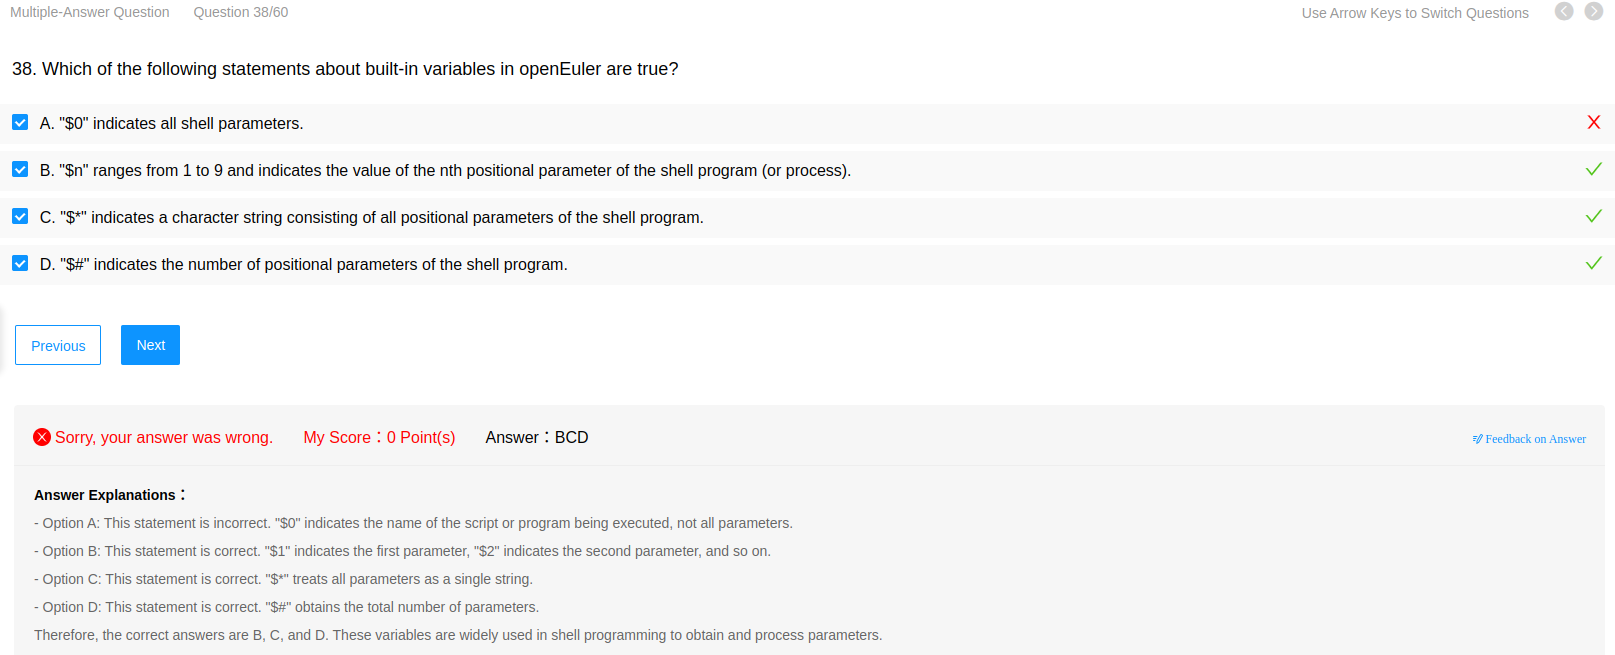 Multiple-Answer Question Question 38/60 Use Arrow Keys to Switch Questions
38. Which of the following statements about built-in variables in openEuler are true?
A. "$0" indicates all shell parameters.
B. "$n" ranges from 1 to 9 and indicates the value of the nth positional parameter of the shell program (or process).
C. "$*" indicates a character string consisting of all positional parameters of the shell program.
D. "$#" indicates the number of positional parameters of the shell program.
Previous Next
Sorry, your answer was wrong. My Score：0 Point(s) Answer：BCD Feedback on Answer
Answer Explanations：
- Option A: This statement is incorrect. "$0" indicates the name of the script or program being executed, not all parameters.
- Option B: This statement is correct. "$1" indicates the first parameter, "$2" indicates the second parameter, and so on.
- Option C: This statement is correct. "$*" treats all parameters as a single string.
- Option D: This statement is correct. "$#" obtains the total number of parameters.
Therefore, the correct answers are B, C, and D. These variables are widely used in shell programming to obtain and process parameters.